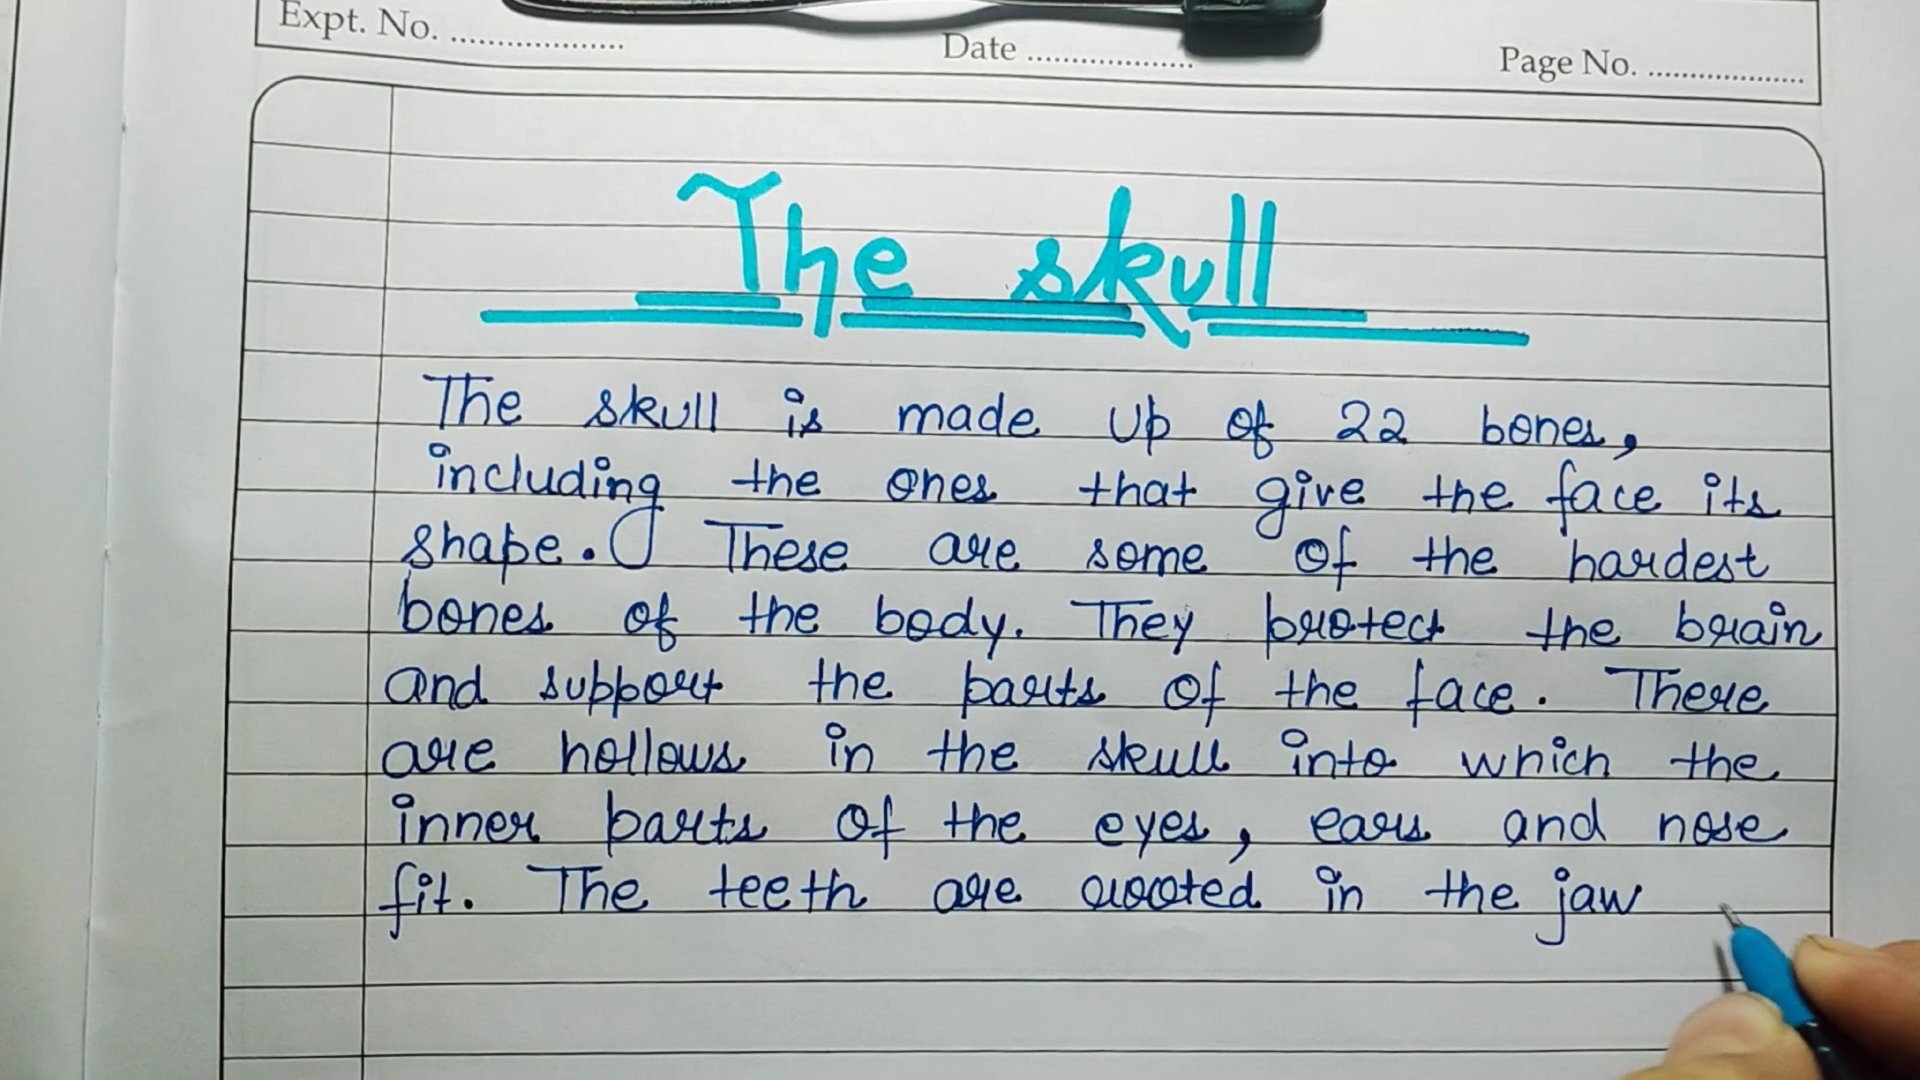 Expt. No. ................... Date ................... Page No. ...................
The skull
The skull is made up of 22 bones,
including the ones that give the face its
shape. These are some of the hardest
bones of the body. They protect the brain
and support the parts of the face. There
are hollows in the skull into which the
inner parts of the eyes, ears and nose
fit. The teeth are rooted in the jaw